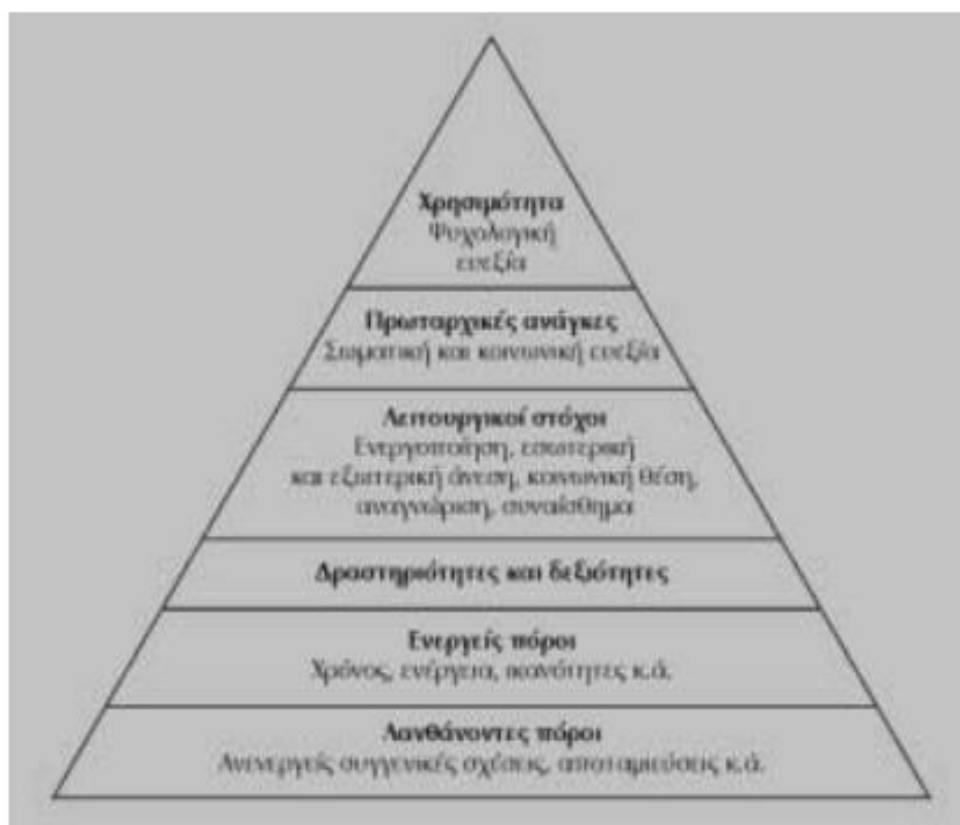 Χρησιμότητα
Ψυχολογική
ευεξία
Πρωταρχικές ανάγκες
Σωματική και κοινωνική ευεξία
Λειτουργικοί στόχοι
Ενεργοποίηση, εσωτερική
και εξωτερική άνεση, κοινωνική θέση,
αναγνώριση, συναίσθημα
Δραστηριότητες και δεξιότητες
Ενεργείς πόροι
Χρόνος, ενέργεια, ικανότητες κ.ά.
Λανθάνοντες πόροι
Ανενεργείς συγγενικές σχέσεις, αποταμιεύσεις κ.ά.